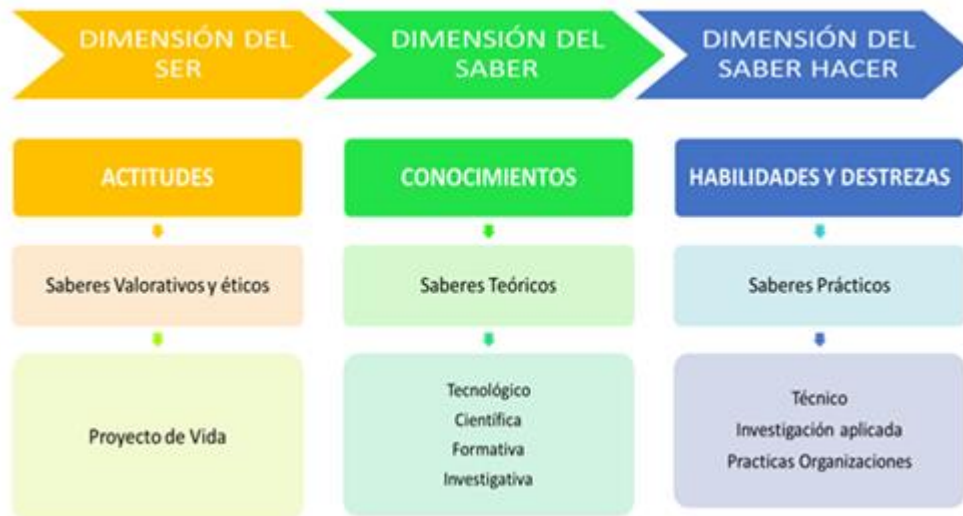 DIMENSIÓN DEL
SER
DIMENSIÓN DEL
SABER
DIMENSIÓN DEL
SABER HACER
ACTITUDES
CONOCIMIENTOS
HABILIDADES Y DESTREZAS
Saberes Valorativos y éticos
Saberes Teóricos
Saberes Prácticos
Proyecto de Vida
Tecnológico
Científica
Formativa
Investigativa
Técnico
Investigación aplicada
Practicas Organizaciones